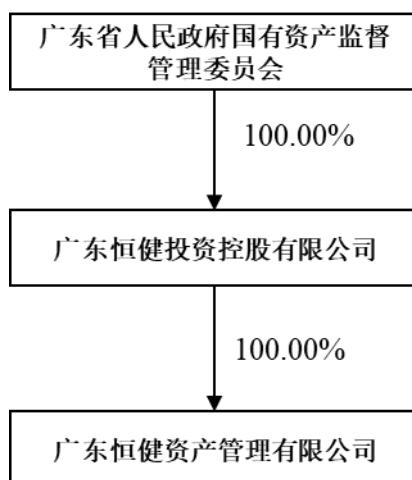 广东省人民政府国有资产监督
管理委员会
100.00%
广东恒健投资控股有限公司
100.00%
广东恒健资产管理有限公司